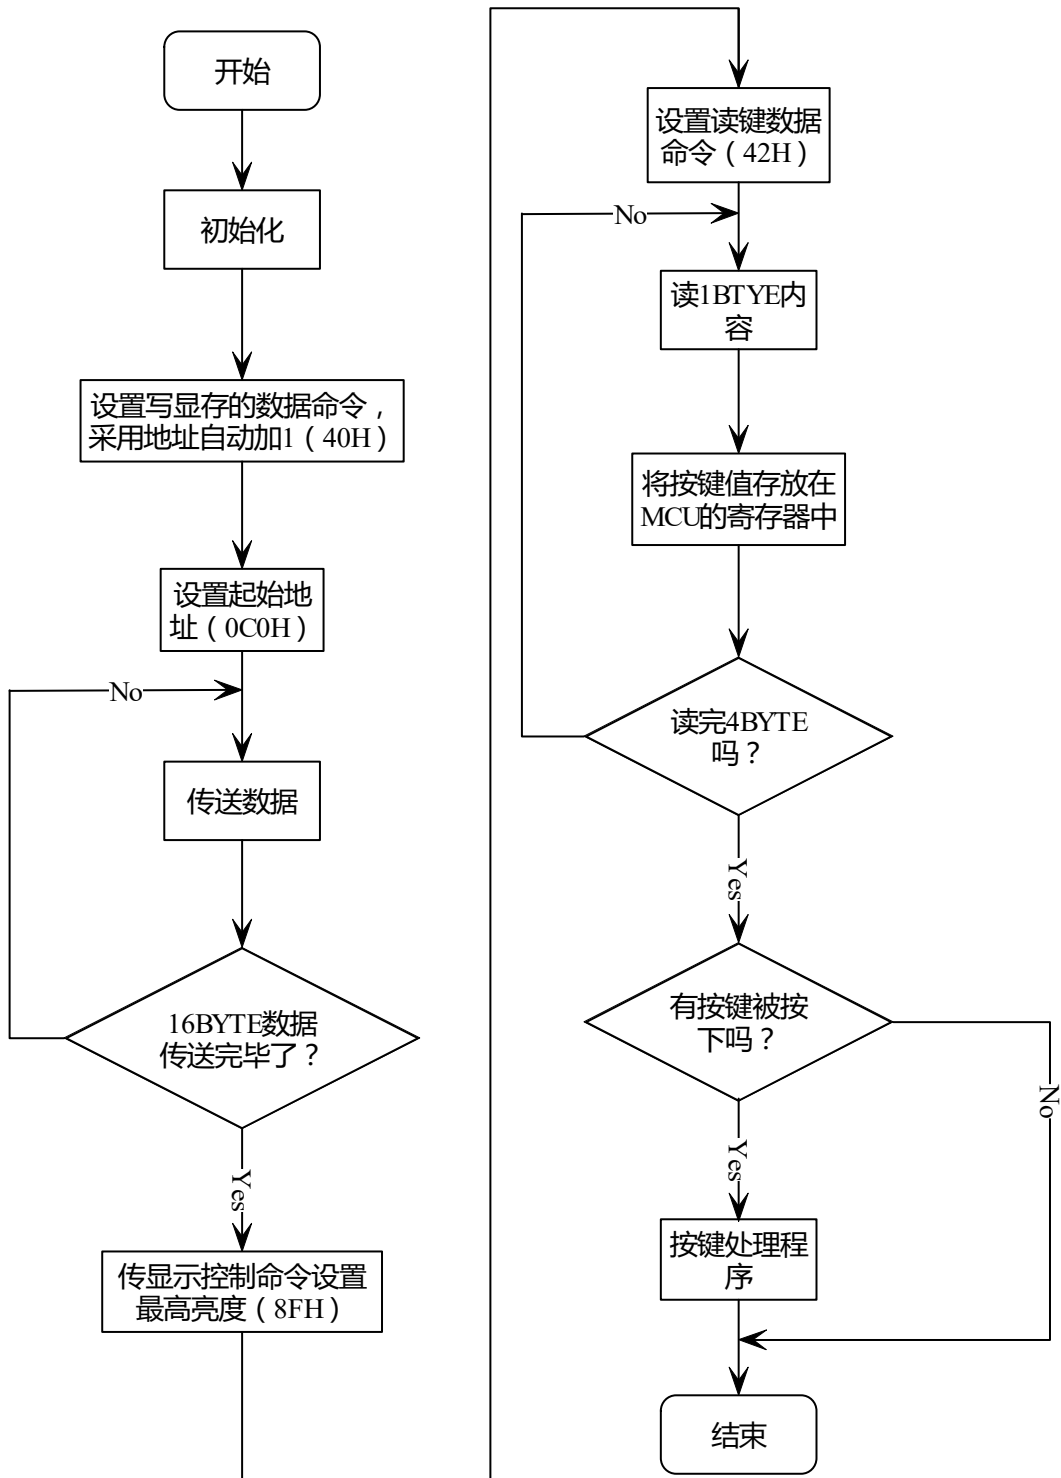 开始
初始化
设置写显存的数据命令，
采用地址自动加1（40H）
设置起始地
址（0C0H）
No
传送数据
16BYTE数据
传送完毕了？
Yes
传显示控制命令设置
最高亮度（8FH）
设置读键数据
命令（42H）
No
读1BTYE内
容
将按键值存放在
MCU的寄存器中
读完4BYTE
吗？
Yes
有按键被按
下吗？
No
Yes
按键处理程
序
结束